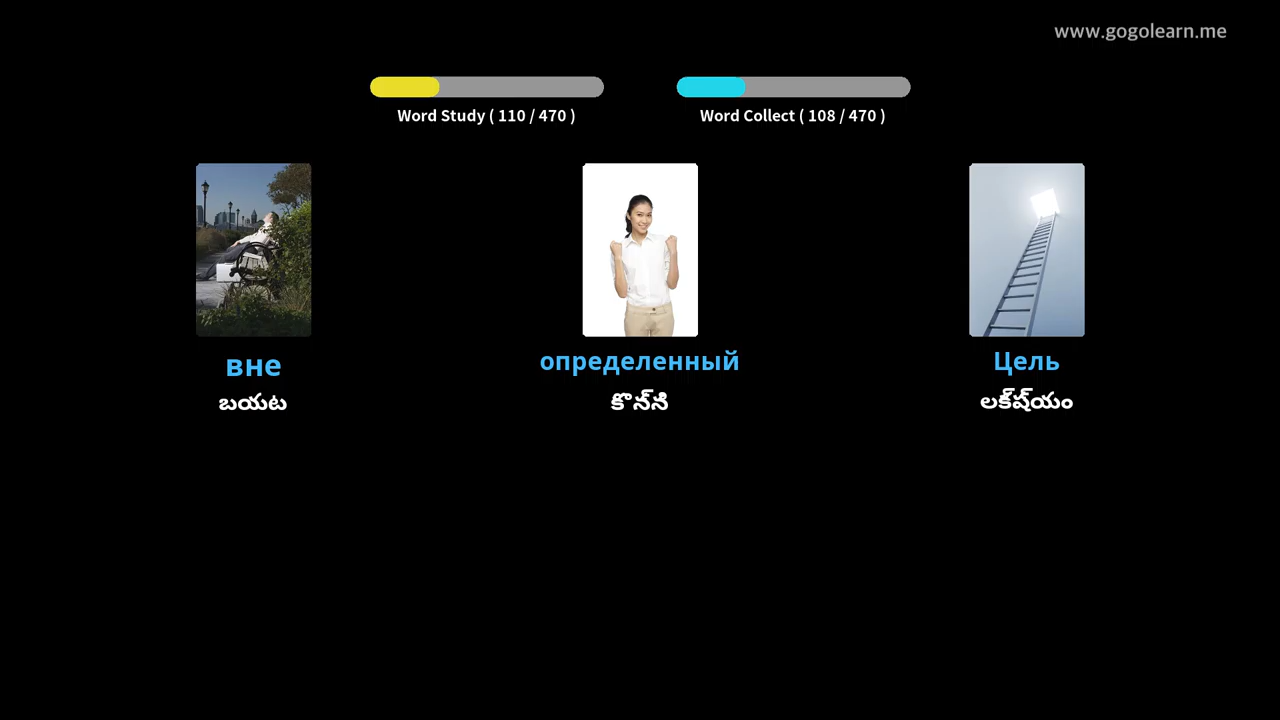 www.gogolearn.me
Word Study ( 110 / 470 )
Word Collect ( 108 / 470 )
вне
определенный
Цель
బయట
కొన్‌ని
లక్‌ష్‌యం